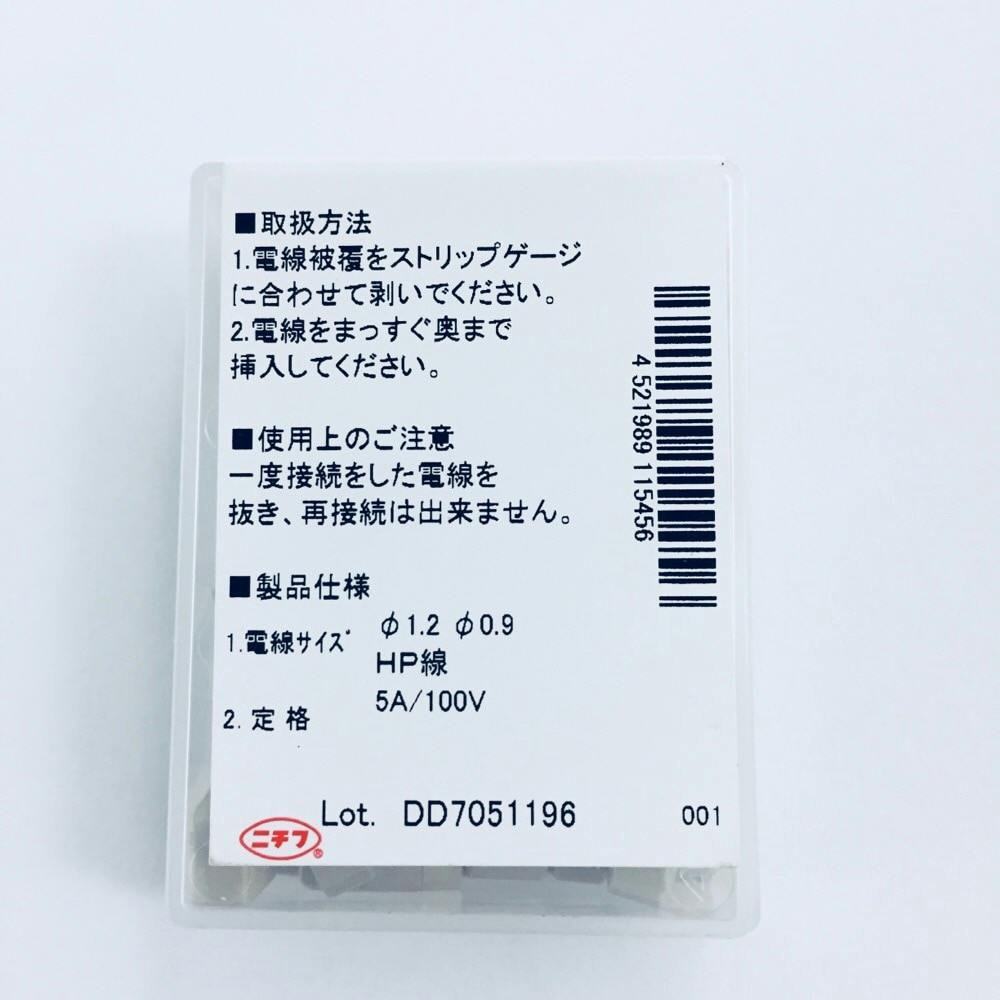 ■取扱方法
1.電線被覆をストリップゲージ
に合わせて剥いでください。
2.電線をまっすぐ奥まで
挿入してください。
■使用上のご注意
一度接続をした電線を
抜き、再接続は出来ません。
■製品仕様
1.電線サイズ φ1.2 φ0.9
HP線
2.定格 5A/100V
Lot. DD7051196
001
ニチフ®
4 521989 115456